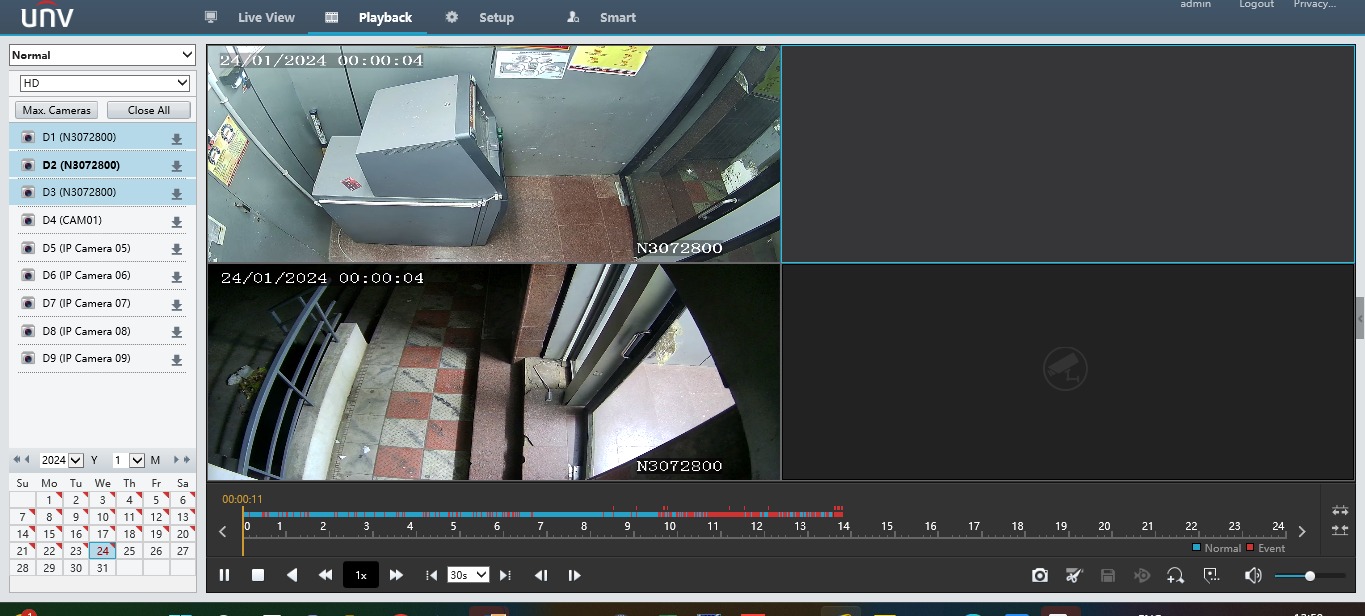 unv
Live View Playback Setup Smart
admin Logout Privacy...
Normal
HD
Max. Cameras Close All
D1 (N3072800)
D2 (N3072800)
D3 (N3072800)
D4 (CAM01)
D5 (IP Camera 05)
D6 (IP Camera 06)
D7 (IP Camera 07)
D8 (IP Camera 08)
D9 (IP Camera 09)
2024 Y 1 M
Su Mo Tu We Th Fr Sa
1 2 3 4 5 6
7 8 9 10 11 12 13
14 15 16 17 18 19 20
21 22 23 24 25 26 27
28 29 30 31
24/01/2024 00:00:04
N3072800
24/01/2024 00:00:04
N3072800
00:00:11
0 1 2 3 4 5 6 7 8 9 10 11 12 13 14 15 16 17 18 19 20 21 22 23 24
Normal Event
1x 30s